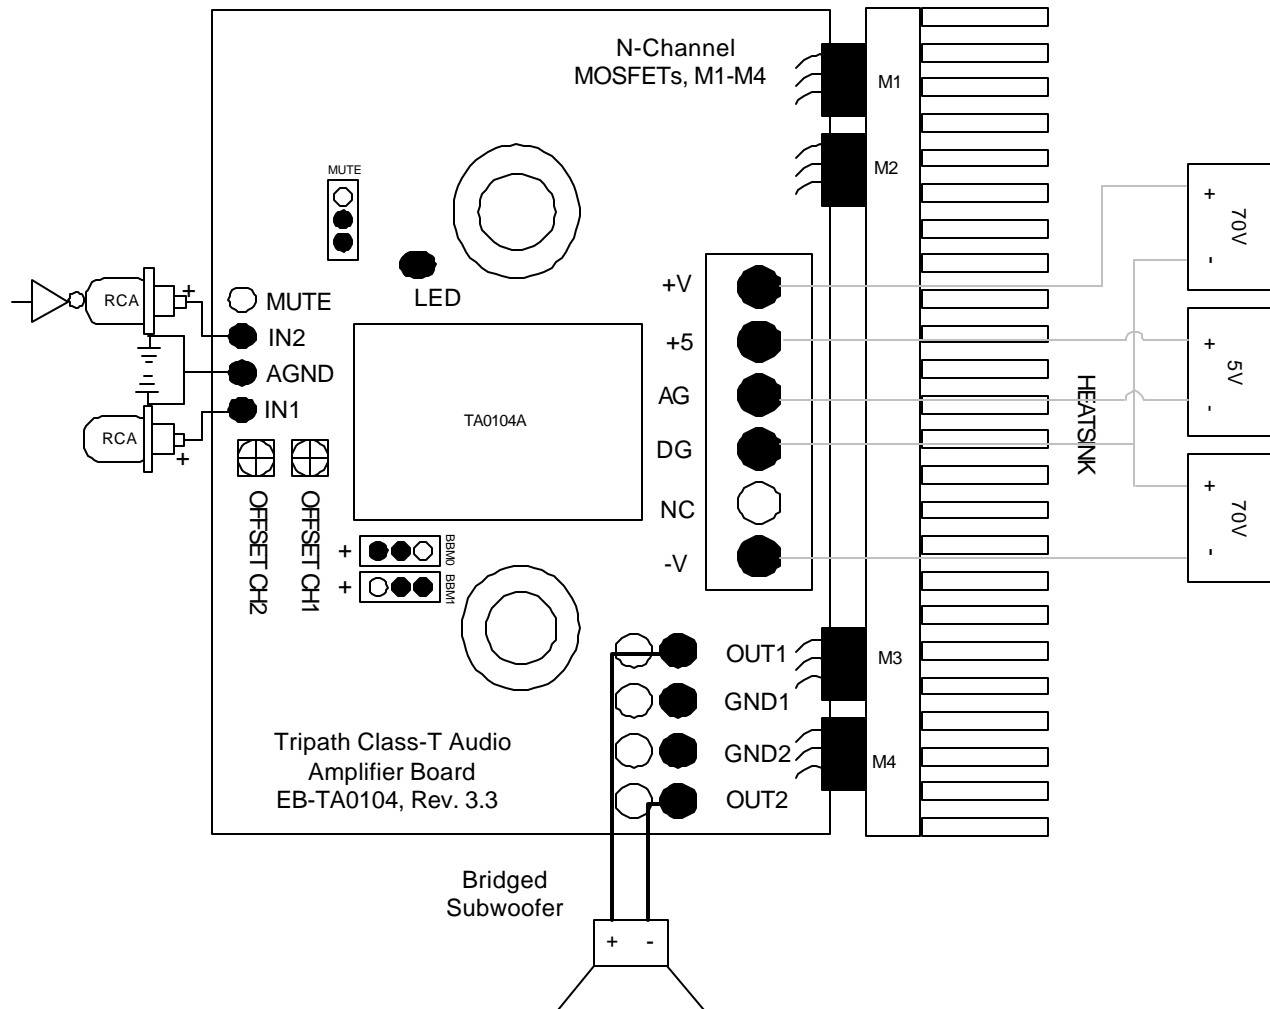 N-Channel
MOSFETs, M1-M4
M1
M2
MUTE
LED
RCA
+
MUTE
IN2
AGND
IN1
RCA
+
TA0104A
OFFSET CH2
OFFSET CH1
+
BBM0
+
BBM1
+V
+5
AG
DG
NC
-V
HEATSINK
+
70V
-
+
5V
-
+
70V
-
OUT1
GND1
GND2
OUT2
M3
M4
Tripath Class-T Audio
Amplifier Board
EB-TA0104, Rev. 3.3
Bridged
Subwoofer
+ -